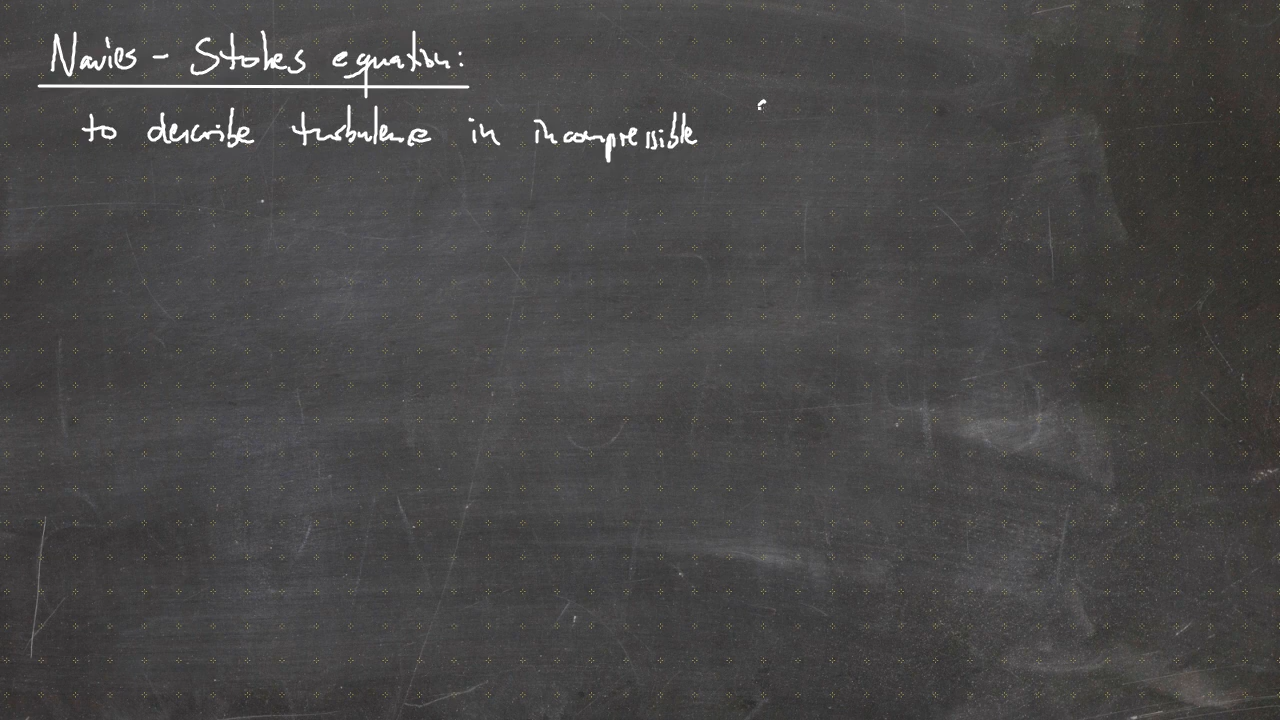 Navier - Stokes equation:
to describe turbulence in incompressible